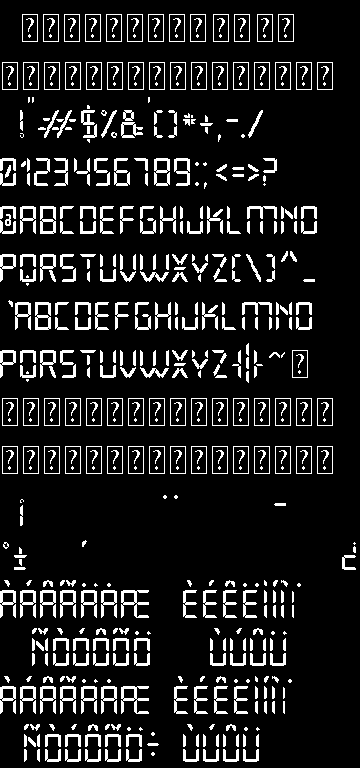 ⍰⍰⍰⍰⍰⍰⍰⍰⍰⍰⍰⍰⍰
⍰⍰⍰⍰⍰⍰⍰⍰⍰⍰⍰⍰⍰⍰⍰⍰
!"#$%&'()*+,-./
0123456789:;<=>?
@ABCDEFGHIJKLMNO
PQRSTUVWXYZ[\]^_
`ABCDEFGHIJKLMNO
PQRSTUVWXYZ{|}~⍰
⍰⍰⍰⍰⍰⍰⍰⍰⍰⍰⍰⍰⍰⍰⍰⍰
⍰⍰⍰⍰⍰⍰⍰⍰⍰⍰⍰⍰⍰⍰⍰⍰
¡ ¨ ¯
°± ´ ¿
ÀÁÂÃÄÅÆ ÈÉÊËÌÍÎÏ
ÑÒÓÔÕÖ ÙÚÛÜ
ÀÁÂÃÄÅÆ ÈÉÊËÌÍÎÏ
ÑÒÓÔÕÖ÷ ÙÚÛÜ